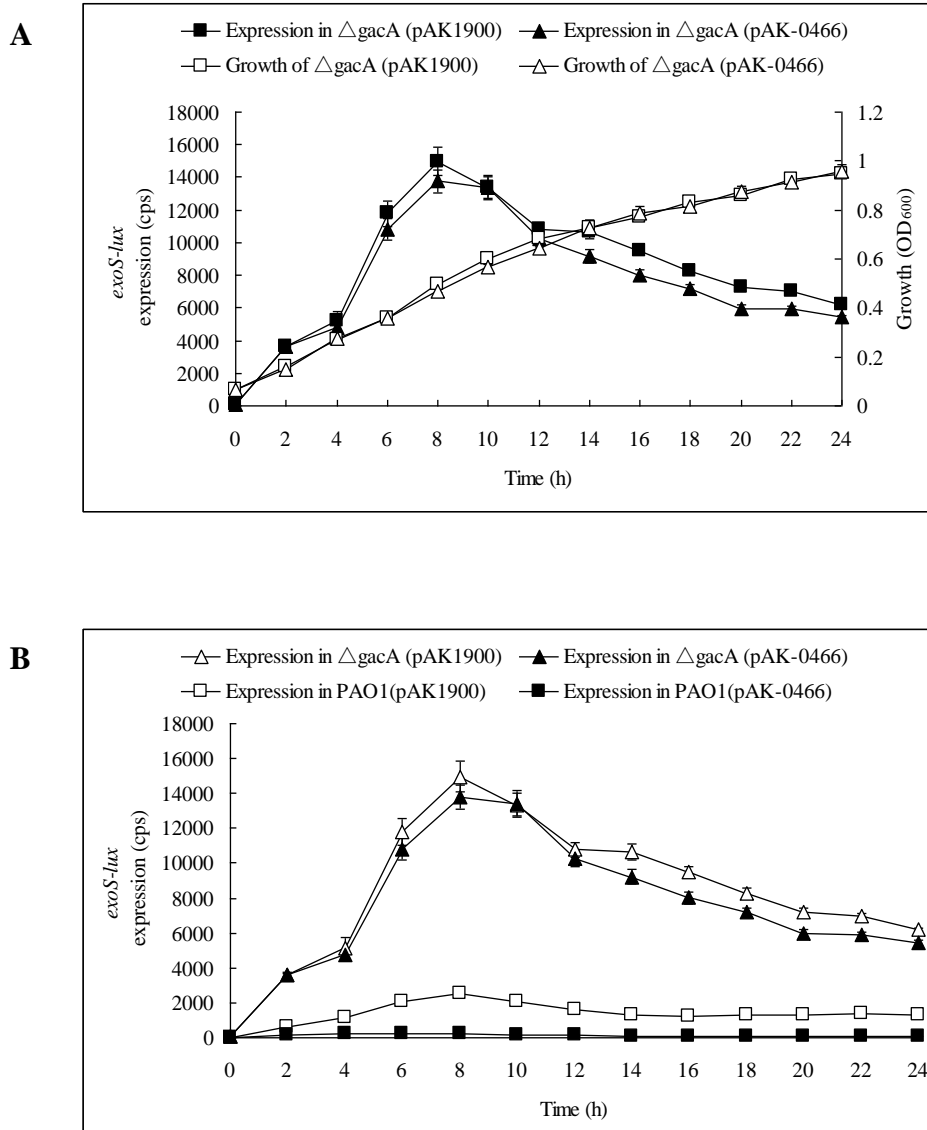 A
Expression in △gacA (pAK1900) Expression in △gacA (pAK-0466)
Growth of △gacA (pAK1900) Growth of △gacA (pAK-0466)
18000
16000
14000
12000
10000
8000
6000
4000
2000
0
exoS-lux
expression (cps)
1.2
1
0.8
0.6
0.4
0.2
0
Growth (OD600)
0 2 4 6 8 10 12 14 16 18 20 22 24
Time (h)
B
Expression in △gacA (pAK1900) Expression in △gacA (pAK-0466)
Expression in PAO1(pAK1900) Expression in PAO1(pAK-0466)
18000
16000
14000
12000
10000
8000
6000
4000
2000
0
exoS-lux
expression (cps)
0 2 4 6 8 10 12 14 16 18 20 22 24
Time (h)